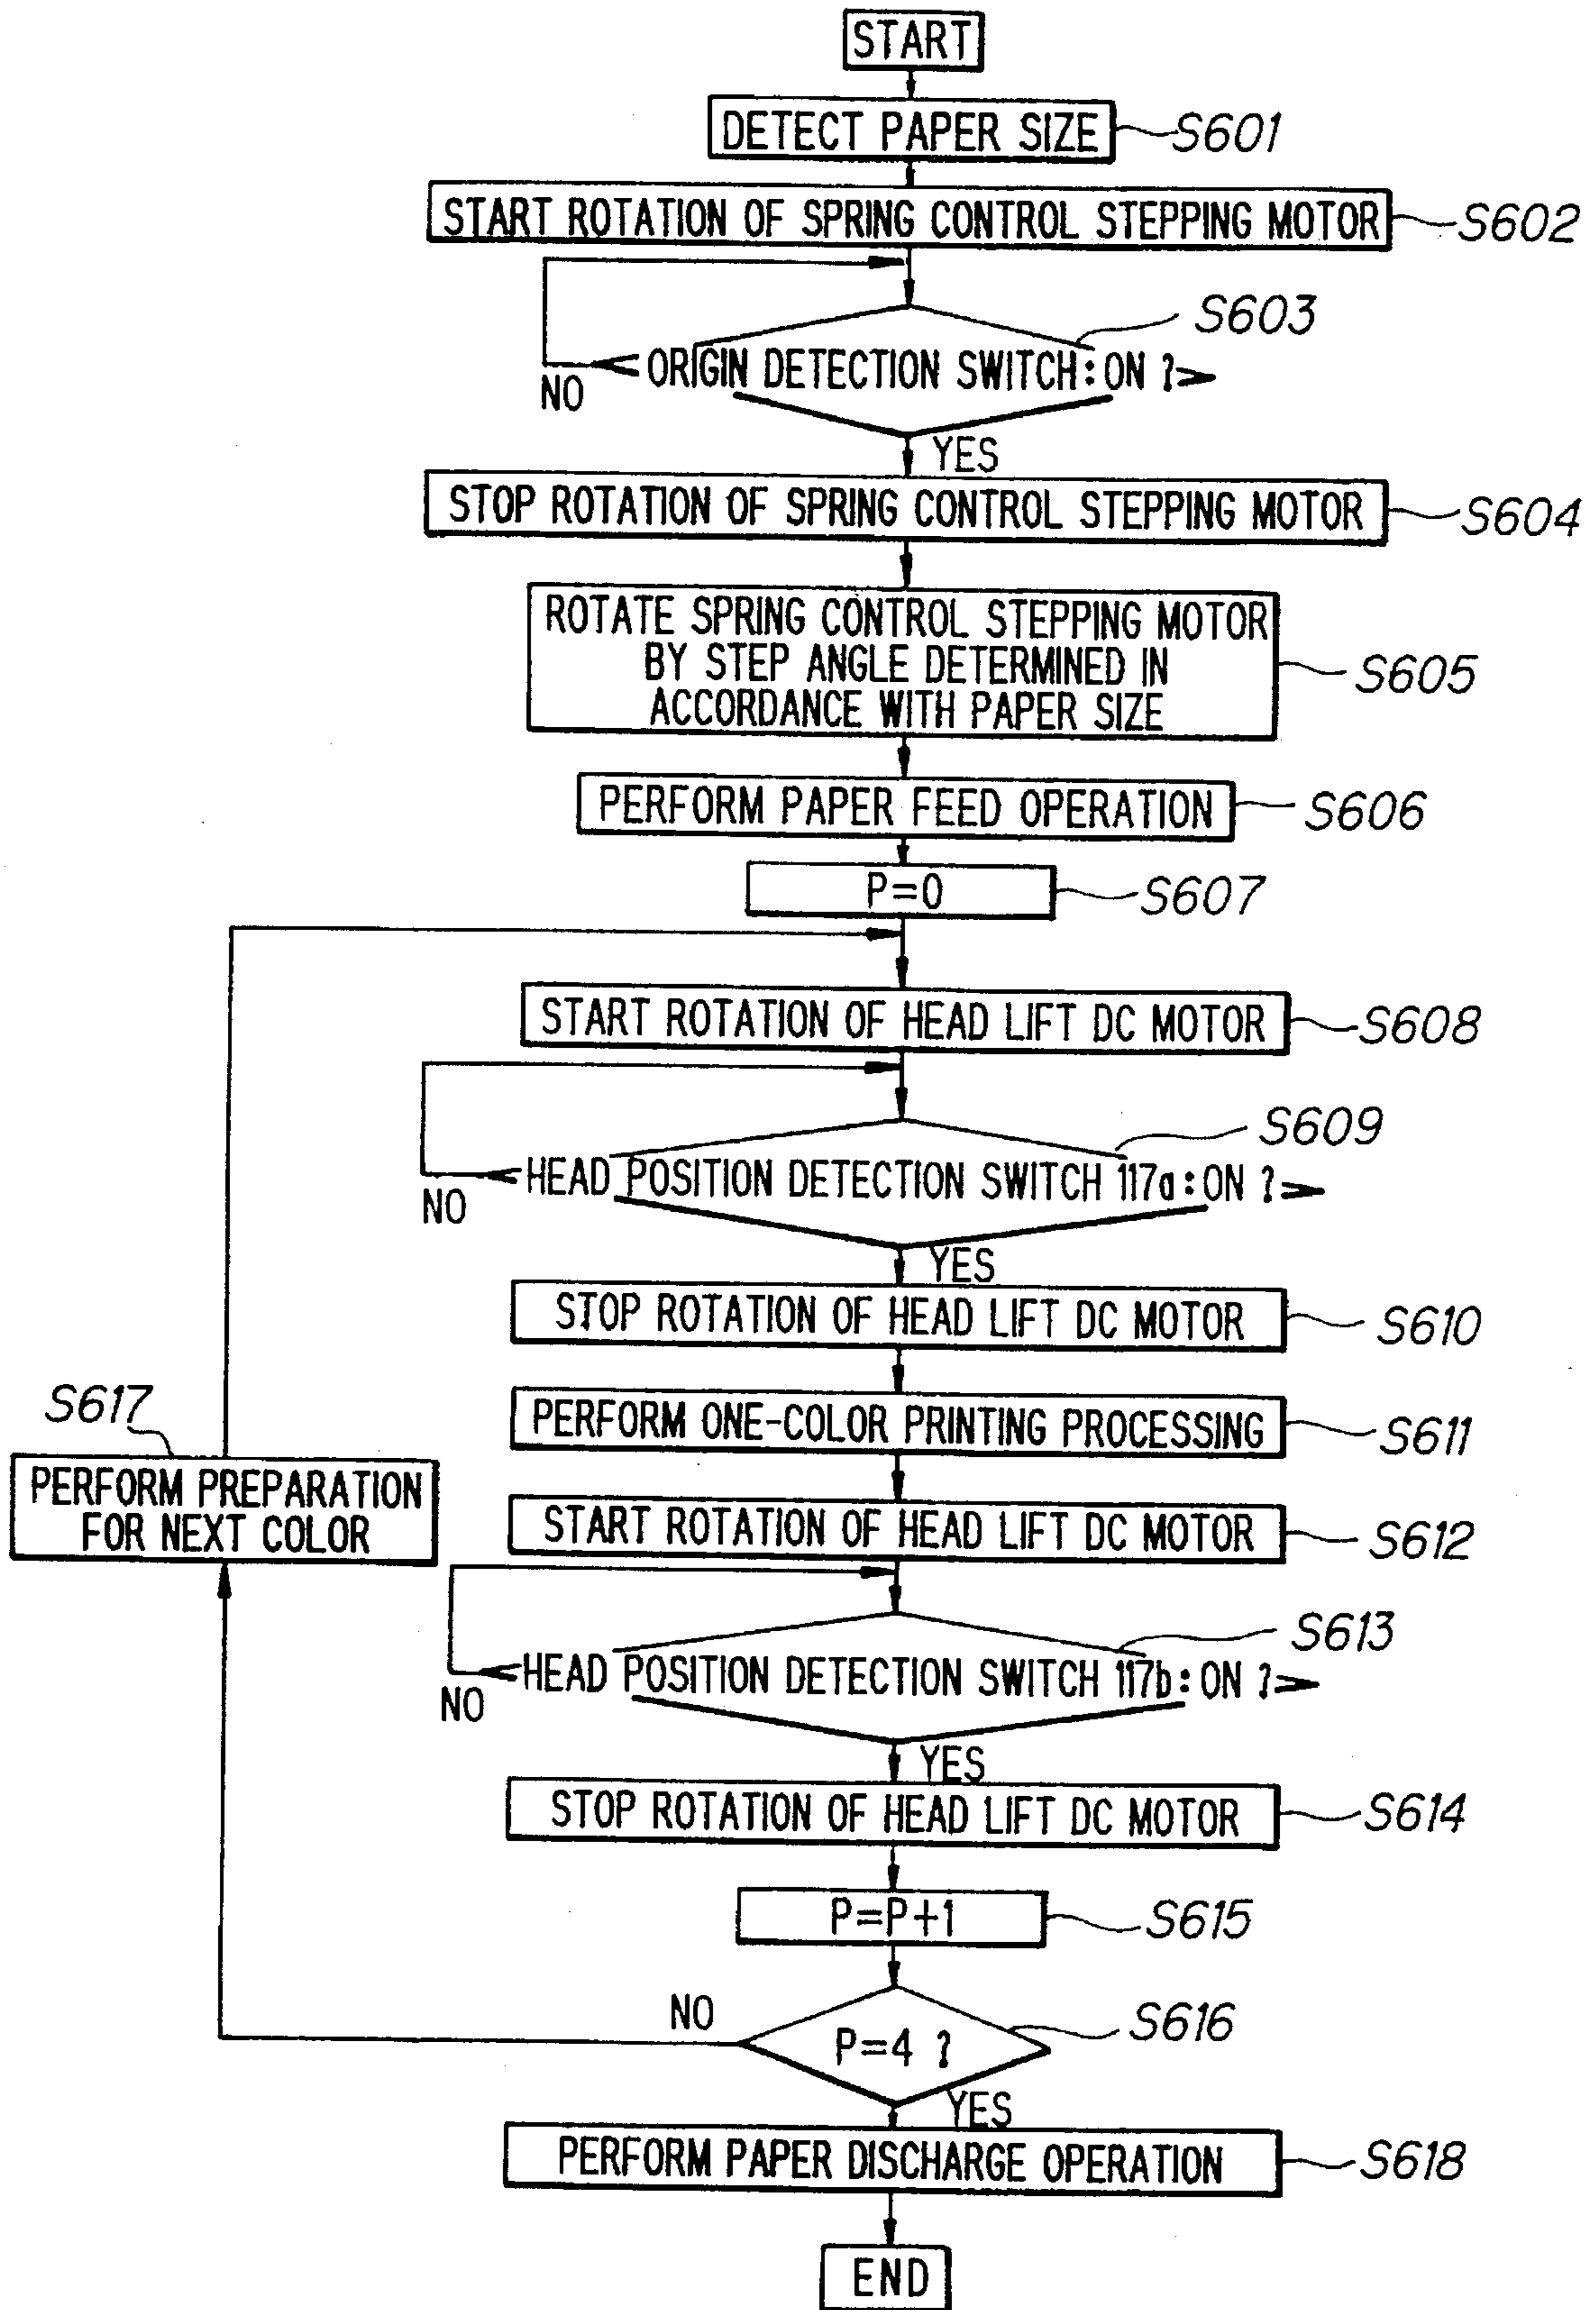 START
DETECT PAPER SIZE
S601
START ROTATION OF SPRING CONTROL STEPPING MOTOR
S602
S603
ORIGIN DETECTION SWITCH : ON ?
NO
YES
STOP ROTATION OF SPRING CONTROL STEPPING MOTOR
S604
ROTATE SPRING CONTROL STEPPING MOTOR
BY STEP ANGLE DETERMINED IN
ACCORDANCE WITH PAPER SIZE
S605
PERFORM PAPER FEED OPERATION
S606
P=0
S607
START ROTATION OF HEAD LIFT DC MOTOR
S608
S609
HEAD POSITION DETECTION SWITCH 117a : ON ?
NO
YES
STOP ROTATION OF HEAD LIFT DC MOTOR
S610
PERFORM ONE-COLOR PRINTING PROCESSING
S611
S617
PERFORM PREPARATION
FOR NEXT COLOR
START ROTATION OF HEAD LIFT DC MOTOR
S612
S613
HEAD POSITION DETECTION SWITCH 117b : ON ?
NO
YES
STOP ROTATION OF HEAD LIFT DC MOTOR
S614
P=P+1
S615
NO
S616
P=4 ?
YES
PERFORM PAPER DISCHARGE OPERATION
S618
END